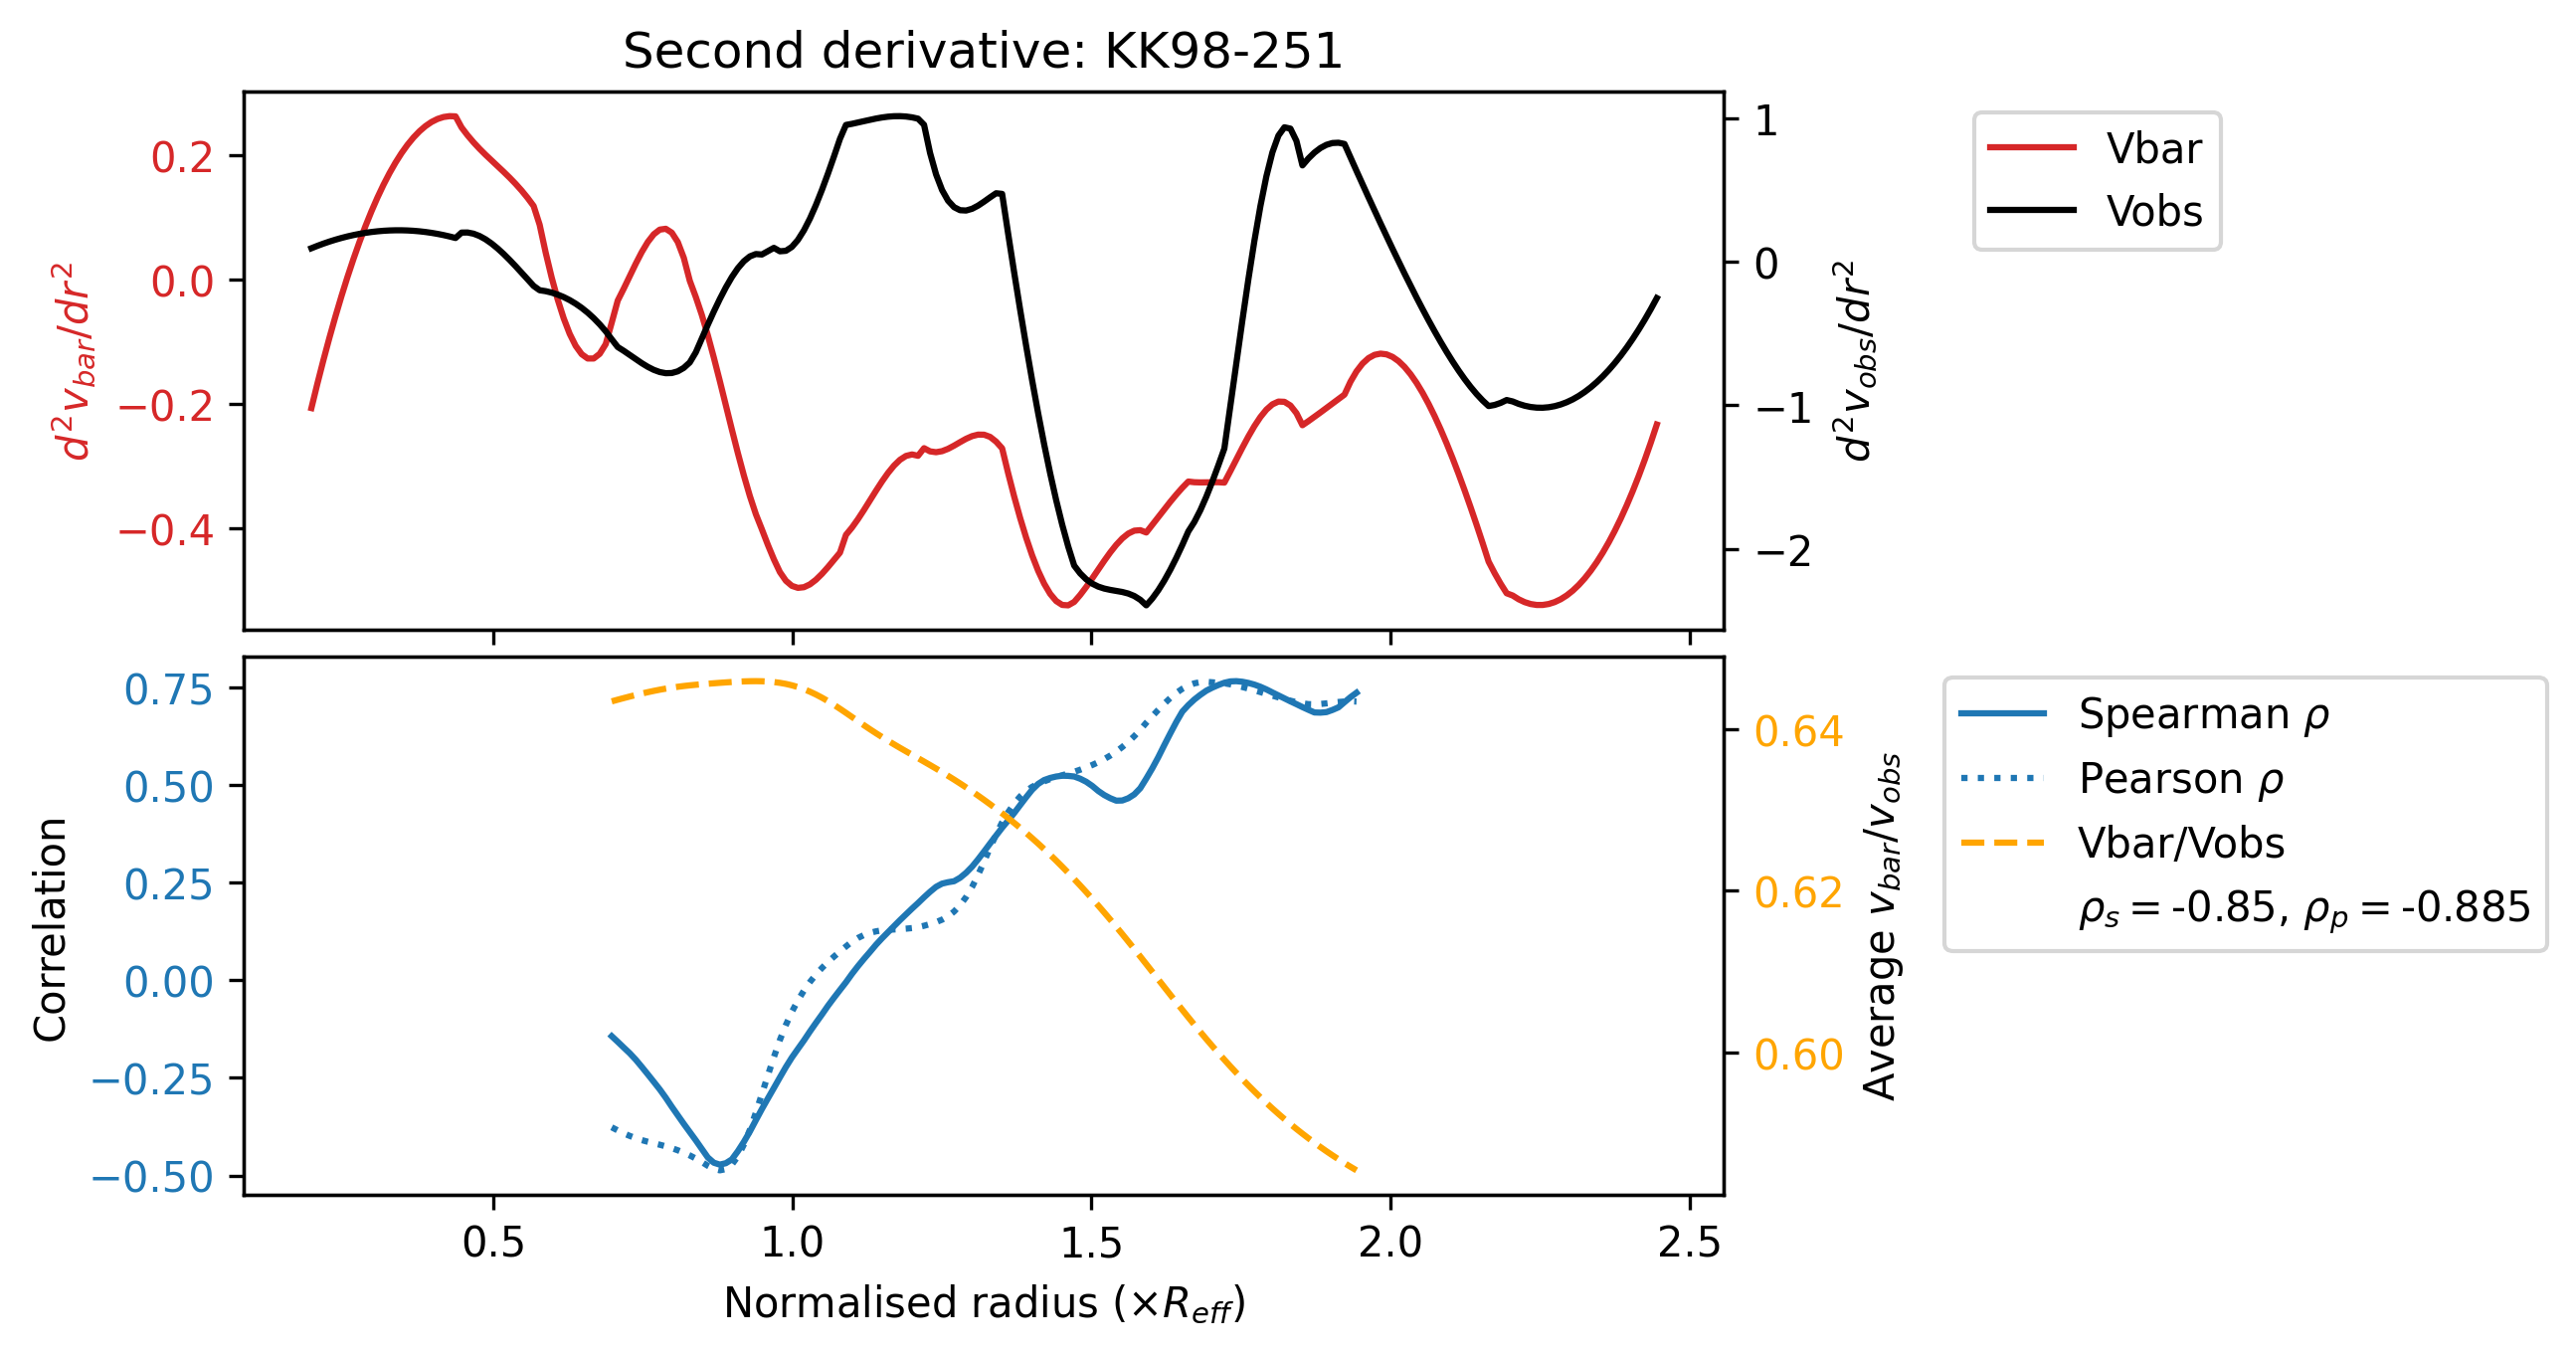 Second derivative: KK98-251
0.2
0.0
−0.2
−0.4
d²v_bar/dr²
1
0
−1
−2
d²v_obs/dr²
Vbar
Vobs
0.75
0.50
0.25
0.00
−0.25
−0.50
Correlation
0.64
0.62
0.60
Average v_bar/v_obs
Spearman ρ
Pearson ρ
Vbar/Vobs
ρ_s = -0.85, ρ_p = -0.885
0.5 1.0 1.5 2.0 2.5
Normalised radius (×R_eff)